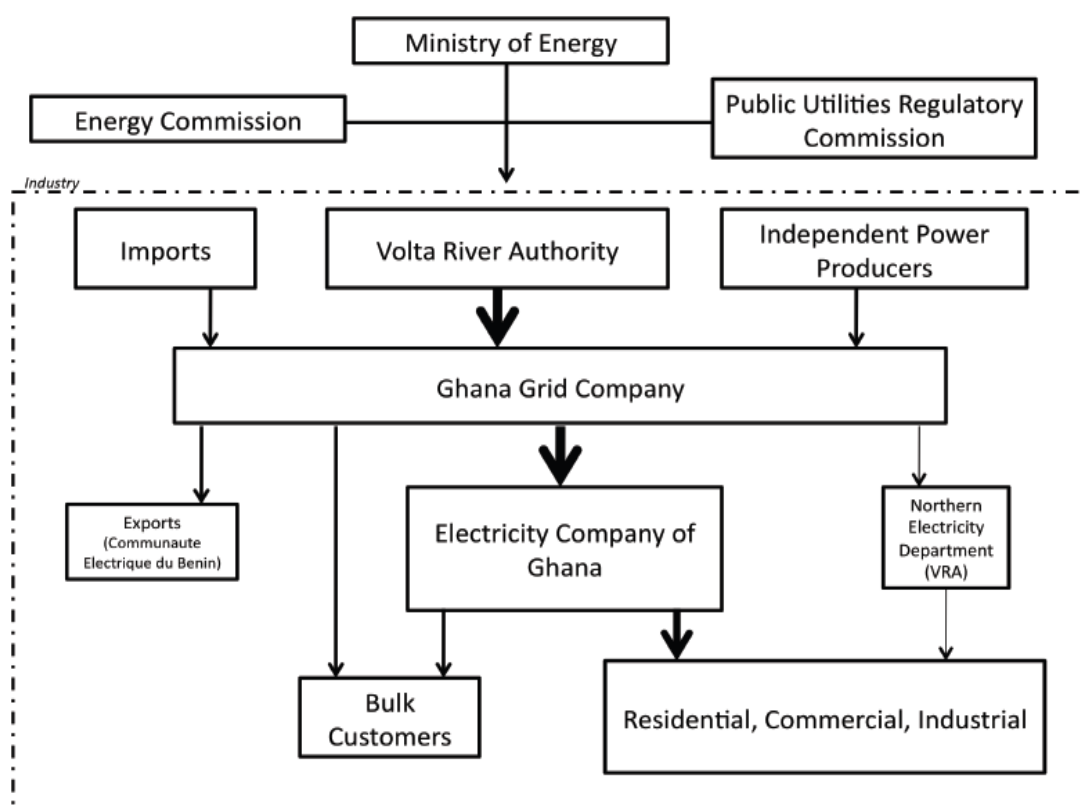 Ministry of Energy
Energy Commission
Public Utilities Regulatory
Commission
Industry
Imports
Volta River Authority
Independent Power
Producers
Ghana Grid Company
Exports
(Communaute
Electrique du Benin)
Electricity Company of
Ghana
Northern
Electricity
Department
(VRA)
Bulk
Customers
Residential, Commercial, Industrial